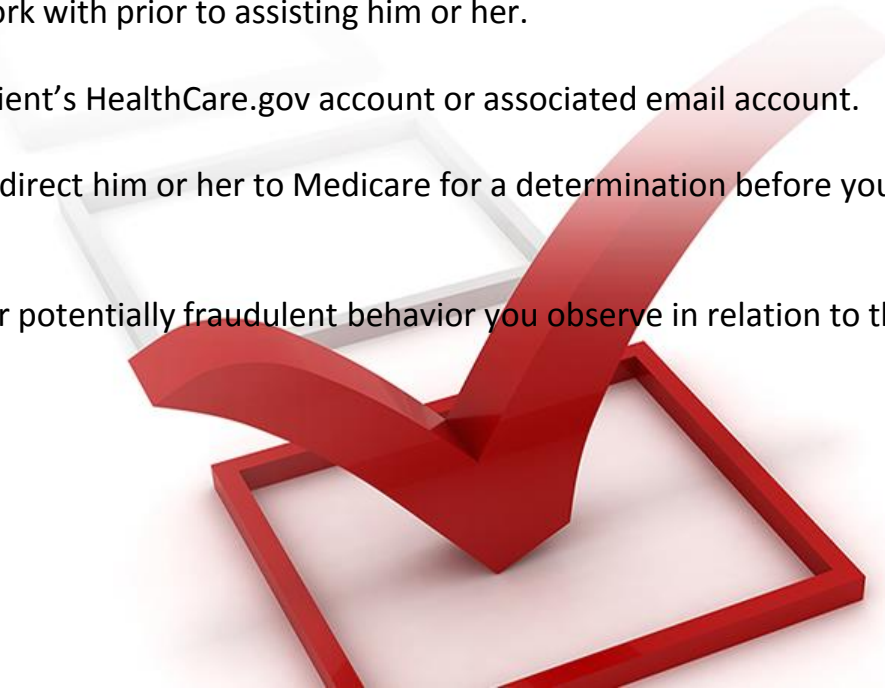 ork with prior to assisting him or her.
ient’s HealthCare.gov account or associated email account.
direct him or her to Medicare for a determination before you
r potentially fraudulent behavior you observe in relation to th